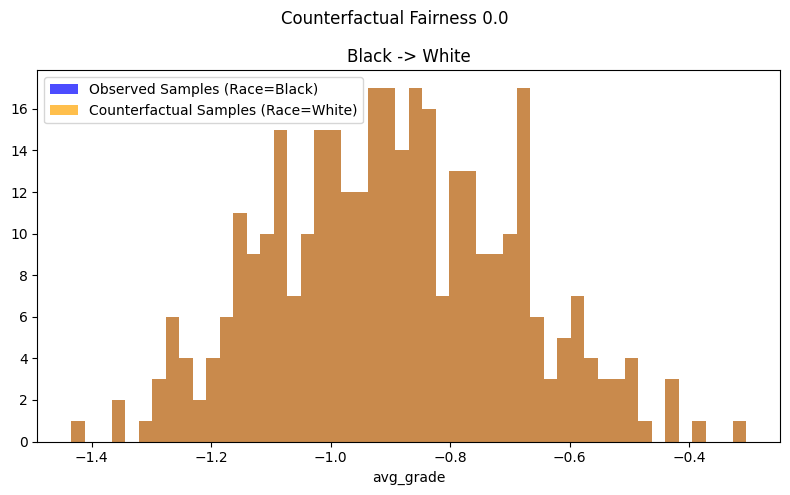 Counterfactual Fairness 0.0
Black -> White
Observed Samples (Race=Black)
Counterfactual Samples (Race=White)
16
14
12
10
8
6
4
2
0
−1.4 −1.2 −1.0 −0.8 −0.6 −0.4
avg_grade